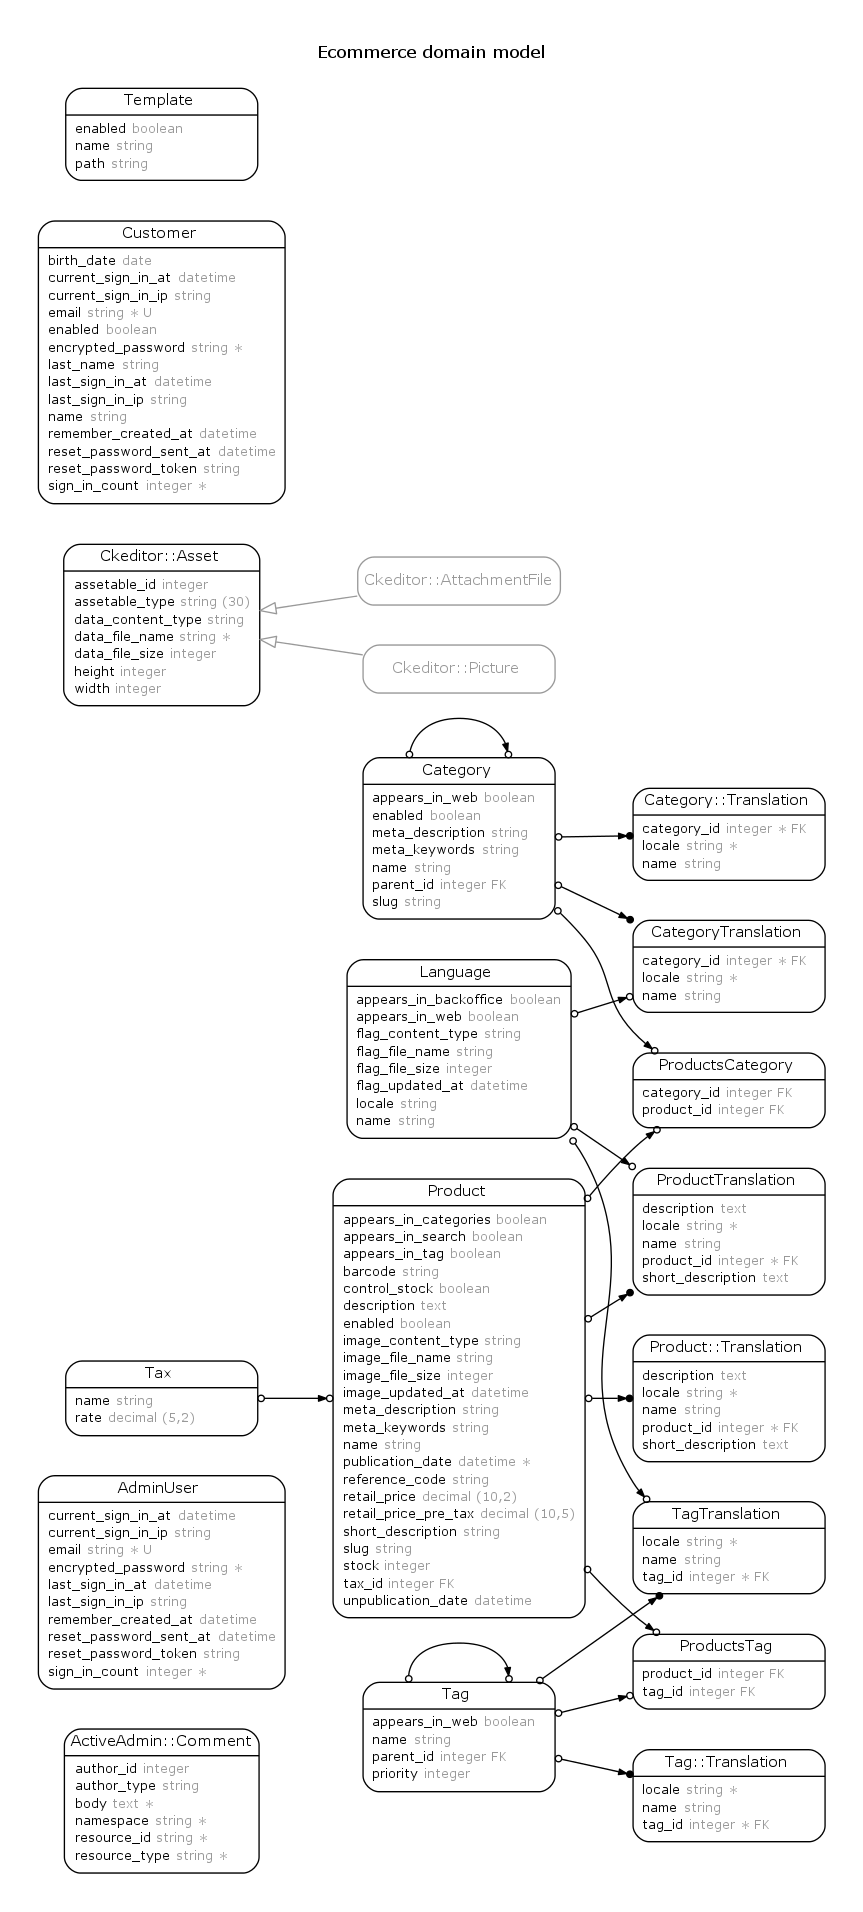 Ecommerce domain model
Template
enabled boolean
name string
path string
Customer
birth_date date
current_sign_in_at datetime
current_sign_in_ip string
email string ∗ U
enabled boolean
encrypted_password string ∗
last_name string
last_sign_in_at datetime
last_sign_in_ip string
name string
remember_created_at datetime
reset_password_sent_at datetime
reset_password_token string
sign_in_count integer ∗
Ckeditor::Asset
assetable_id integer
assetable_type string (30)
data_content_type string
data_file_name string ∗
data_file_size integer
height integer
width integer
Ckeditor::AttachmentFile
Ckeditor::Picture
Category
appears_in_web boolean
enabled boolean
meta_description string
meta_keywords string
name string
parent_id integer FK
slug string
Category::Translation
category_id integer ∗ FK
locale string ∗
name string
CategoryTranslation
category_id integer ∗ FK
locale string ∗
name string
Language
appears_in_backoffice boolean
appears_in_web boolean
flag_content_type string
flag_file_name string
flag_file_size integer
flag_updated_at datetime
locale string
name string
ProductsCategory
category_id integer FK
product_id integer FK
ProductTranslation
description text
locale string ∗
name string
product_id integer ∗ FK
short_description text
Product
appears_in_categories boolean
appears_in_search boolean
appears_in_tag boolean
barcode string
control_stock boolean
description text
enabled boolean
image_content_type string
image_file_name string
image_file_size integer
image_updated_at datetime
meta_description string
meta_keywords string
name string
publication_date datetime ∗
reference_code string
retail_price decimal (10,2)
retail_price_pre_tax decimal (10,5)
short_description string
slug string
stock integer
tax_id integer FK
unpublication_date datetime
Product::Translation
description text
locale string ∗
name string
product_id integer ∗ FK
short_description text
Tax
name string
rate decimal (5,2)
AdminUser
current_sign_in_at datetime
current_sign_in_ip string
email string ∗ U
encrypted_password string ∗
last_sign_in_at datetime
last_sign_in_ip string
remember_created_at datetime
reset_password_sent_at datetime
reset_password_token string
sign_in_count integer ∗
TagTranslation
locale string ∗
name string
tag_id integer ∗ FK
ProductsTag
product_id integer FK
tag_id integer FK
Tag
appears_in_web boolean
name string
parent_id integer FK
priority integer
Tag::Translation
locale string ∗
name string
tag_id integer ∗ FK
ActiveAdmin::Comment
author_id integer
author_type string
body text ∗
namespace string ∗
resource_id string ∗
resource_type string ∗